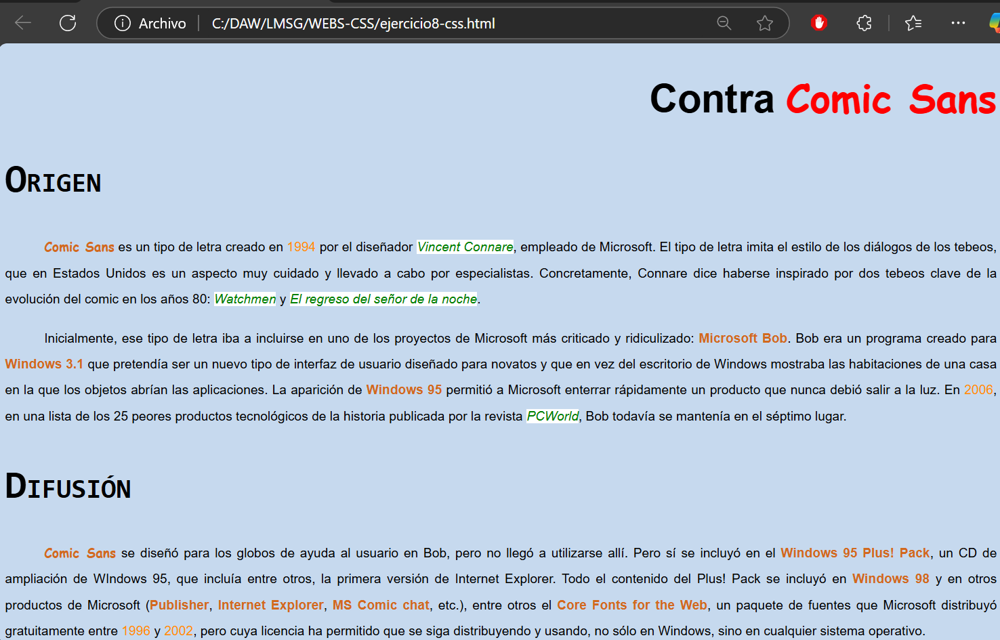 Archivo C:/DAW/LMSG/WEBS-CSS/ejercicio8-css.html
Contra Comic Sans
ORIGEN
Comic Sans es un tipo de letra creado en 1994 por el diseñador Vincent Connare, empleado de Microsoft. El tipo de letra imita el estilo de los diálogos de los tebeos,
que en Estados Unidos es un aspecto muy cuidado y llevado a cabo por especialistas. Concretamente, Connare dice haberse inspirado por dos tebeos clave de la
evolución del comic en los años 80: Watchmen y El regreso del señor de la noche.
Inicialmente, ese tipo de letra iba a incluirse en uno de los proyectos de Microsoft más criticado y ridiculizado: Microsoft Bob. Bob era un programa creado para
Windows 3.1 que pretendía ser un nuevo tipo de interfaz de usuario diseñado para novatos y que en vez del escritorio de Windows mostraba las habitaciones de una casa
en la que los objetos abrían las aplicaciones. La aparición de Windows 95 permitió a Microsoft enterrar rápidamente un producto que nunca debió salir a la luz. En 2006,
en una lista de los 25 peores productos tecnológicos de la historia publicada por la revista PCWorld, Bob todavía se mantenía en el séptimo lugar.
DIFUSIÓN
Comic Sans se diseñó para los globos de ayuda al usuario en Bob, pero no llegó a utilizarse allí. Pero sí se incluyó en el Windows 95 Plus! Pack, un CD de
ampliación de WIndows 95, que incluía entre otros, la primera versión de Internet Explorer. Todo el contenido del Plus! Pack se incluyó en Windows 98 y en otros
productos de Microsoft (Publisher, Internet Explorer, MS Comic chat, etc.), entre otros el Core Fonts for the Web, un paquete de fuentes que Microsoft distribuyó
gratuitamente entre 1996 y 2002, pero cuya licencia ha permitido que se siga distribuyendo y usando, no sólo en Windows, sino en cualquier sistema operativo.